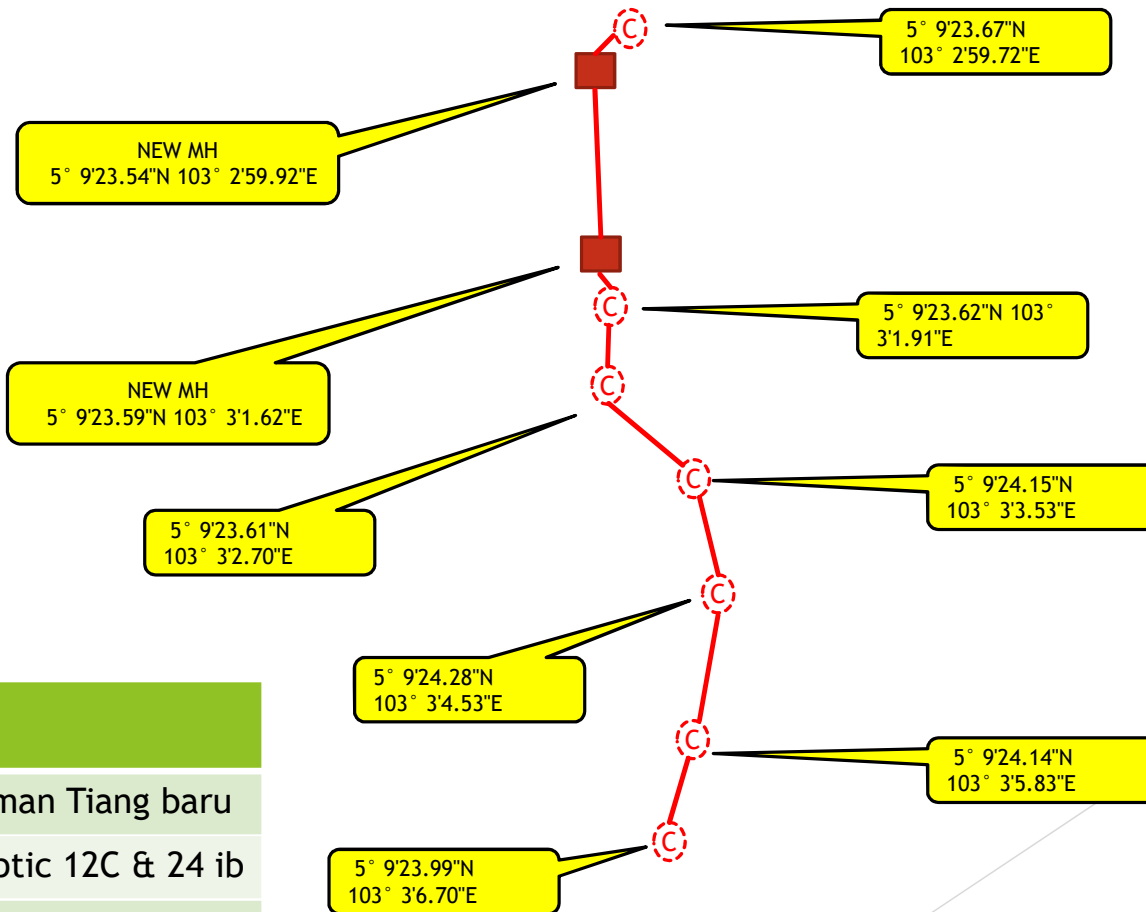 C
5° 9'23.67"N
103° 2'59.72"E
NEW MH
5° 9'23.54"N 103° 2'59.92"E
C
5° 9'23.62"N 103°
3'1.91"E
NEW MH
5° 9'23.59"N 103° 3'1.62"E
C
C
5° 9'24.15"N
103° 3'3.53"E
5° 9'23.61"N
103° 3'2.70"E
C
5° 9'24.28"N
103° 3'4.53"E
C
5° 9'24.14"N
103° 3'5.83"E
man Tiang baru
C
ptic 12C & 24 ib
5° 9'23.99"N
103° 3'6.70"E